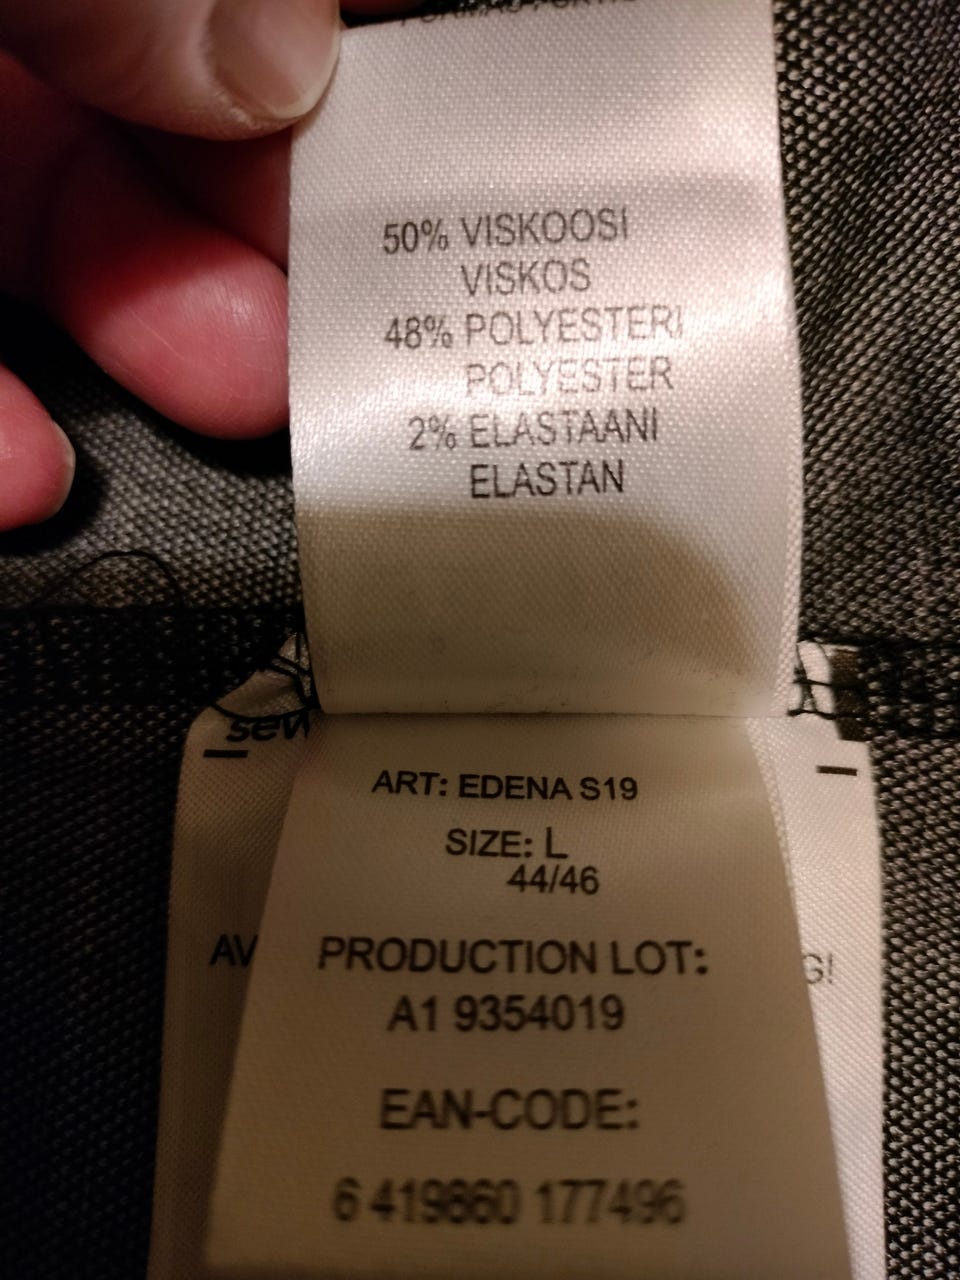 50% VISKOOSI
VISKOS
48% POLYESTERI
POLYESTER
2% ELASTAANI
ELASTAN
ART: EDENA S19
SIZE: L
44/46
PRODUCTION LOT:
A1 9354019
EAN-CODE:
6 419860 177496